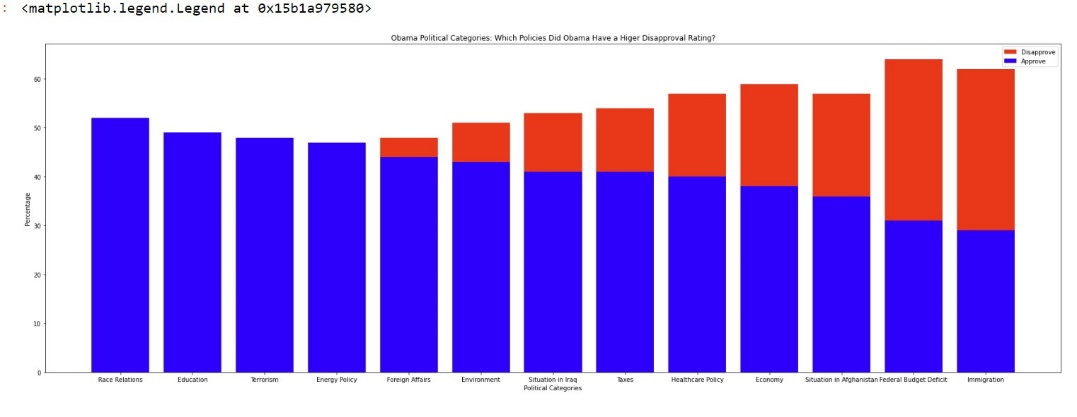 : <matplotlib.legend.Legend at 0x15b1a979580>
Obama Political Categories: Which Policies Did Obama Have a Higer Disapproval Rating?
Disapprove
Approve
60
50
40
30
20
10
0
Percentage
Race Relations Education Terrorism Energy Policy Foreign Affairs Environment Situation in Iraq Taxes Healthcare Policy Economy Situation in Afghanistan Federal Budget Deficit Immigration
Political Categories